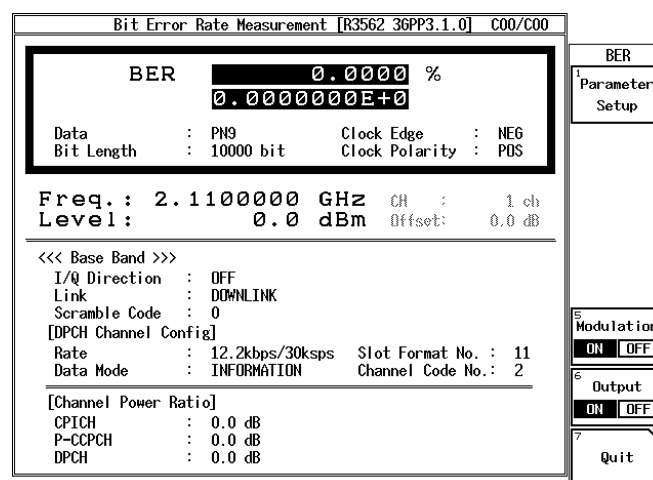 Bit Error Rate Measurement [R3562 3GPP3.1.0] C00/C00
BER 0.0000 %
0.0000000E+0
Data : PN9 Clock Edge : NEG
Bit Length : 10000 bit Clock Polarity : POS
Freq.: 2.1100000 GHz CH : 1 ch
Level: 0.0 dBm Offset: 0.0 dB
<<< Base Band >>>
I/Q Direction : OFF
Link : DOWNLINK
Scramble Code : 0
[DPCH Channel Config]
Rate : 12.2kbps/30ksps Slot Format No. : 11
Data Mode : INFORMATION Channel Code No.: 2
[Channel Power Ratio]
CPICH : 0.0 dB
P-CCPCH : 0.0 dB
DPCH : 0.0 dB
BER
1
Parameter
Setup
5
Modulation
ON OFF
6
Output
ON OFF
7
Quit